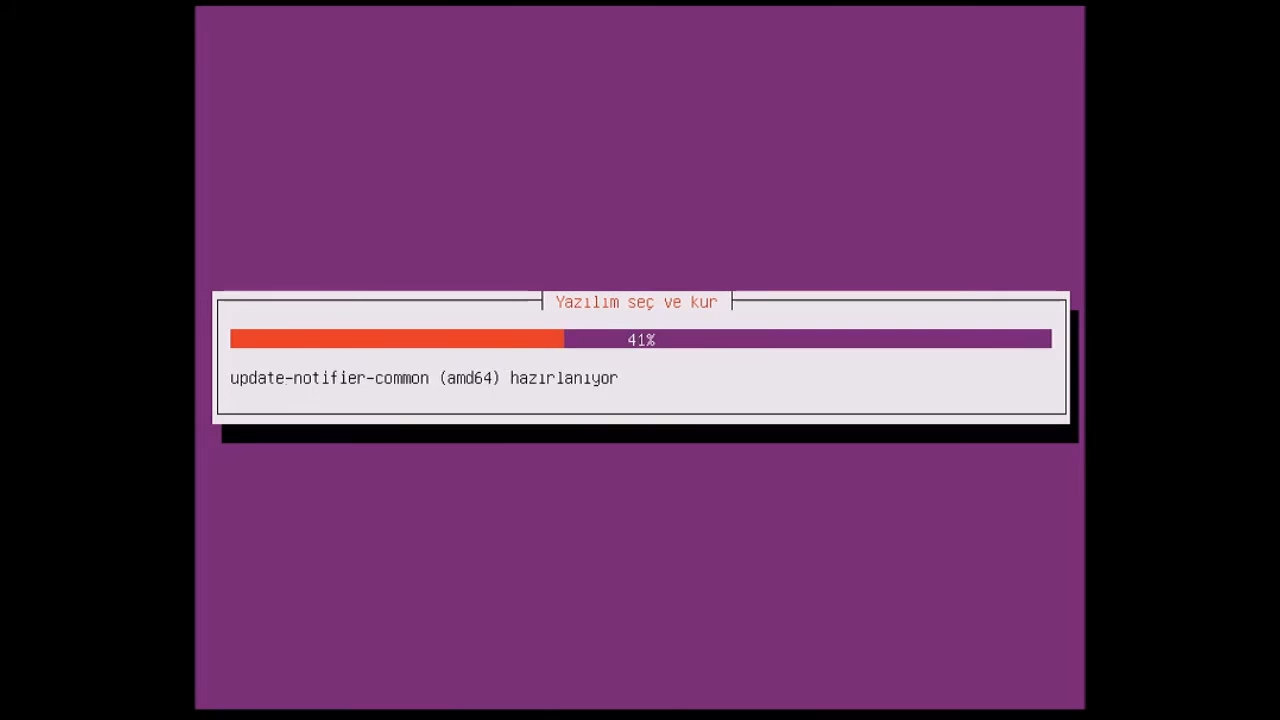 Yazılım seç ve kur
41%
update-notifier-common (amd64) hazırlanıyor